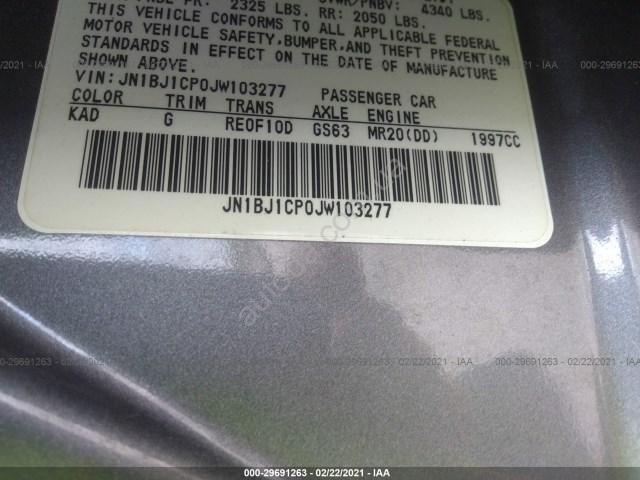 PR: 2325 LBS. RR: 2050 LBS.
4340 LBS.
THIS VEHICLE CONFORMS TO ALL APPLICABLE FEDERAL
MOTOR VEHICLE SAFETY, BUMPER, AND THEFT PREVENTION
STANDARDS IN EFFECT ON THE DATE OF MANUFACTURE
SHOWN ABOVE.
VIN: JN1BJ1CP0JW103277 PASSENGER CAR
COLOR TRIM TRANS AXLE ENGINE
KAD G RE0F10D GS63 MR20(DD) 1997CC
JN1BJ1CP0JW103277
000-29691263 - 02/22/2021 - IAA